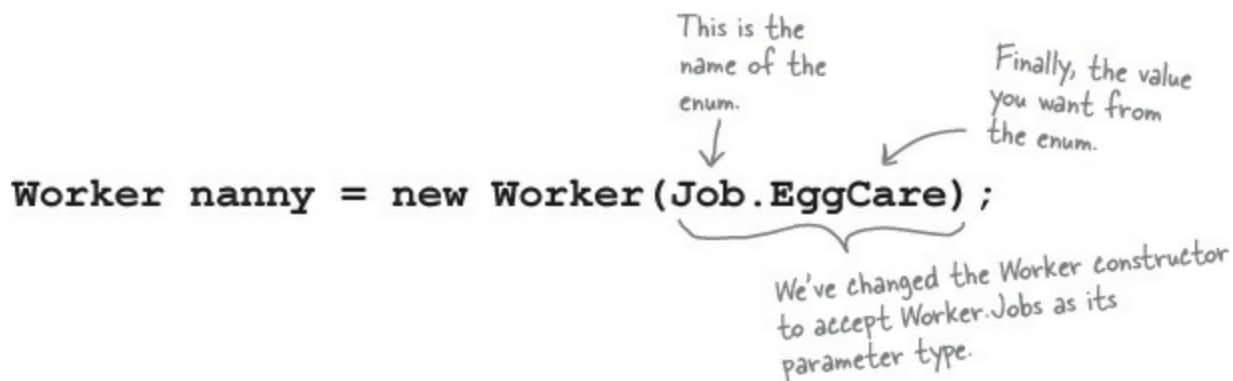 This is the
name of the
enum.
Finally, the value
you want from
the enum.
Worker nanny = new Worker(Job.EggCare);
We've changed the Worker constructor
to accept Worker.Jobs as its
parameter type.